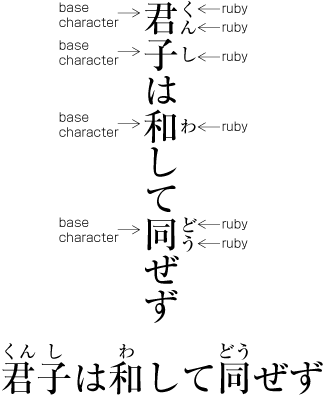 base character → 君 くん ← ruby ← ruby
base character → 子 し ← ruby
は
base character → 和 わ ← ruby
して
base character → 同 どう ← ruby ← ruby
ぜず
くん し わ どう
君子は和して同ぜず